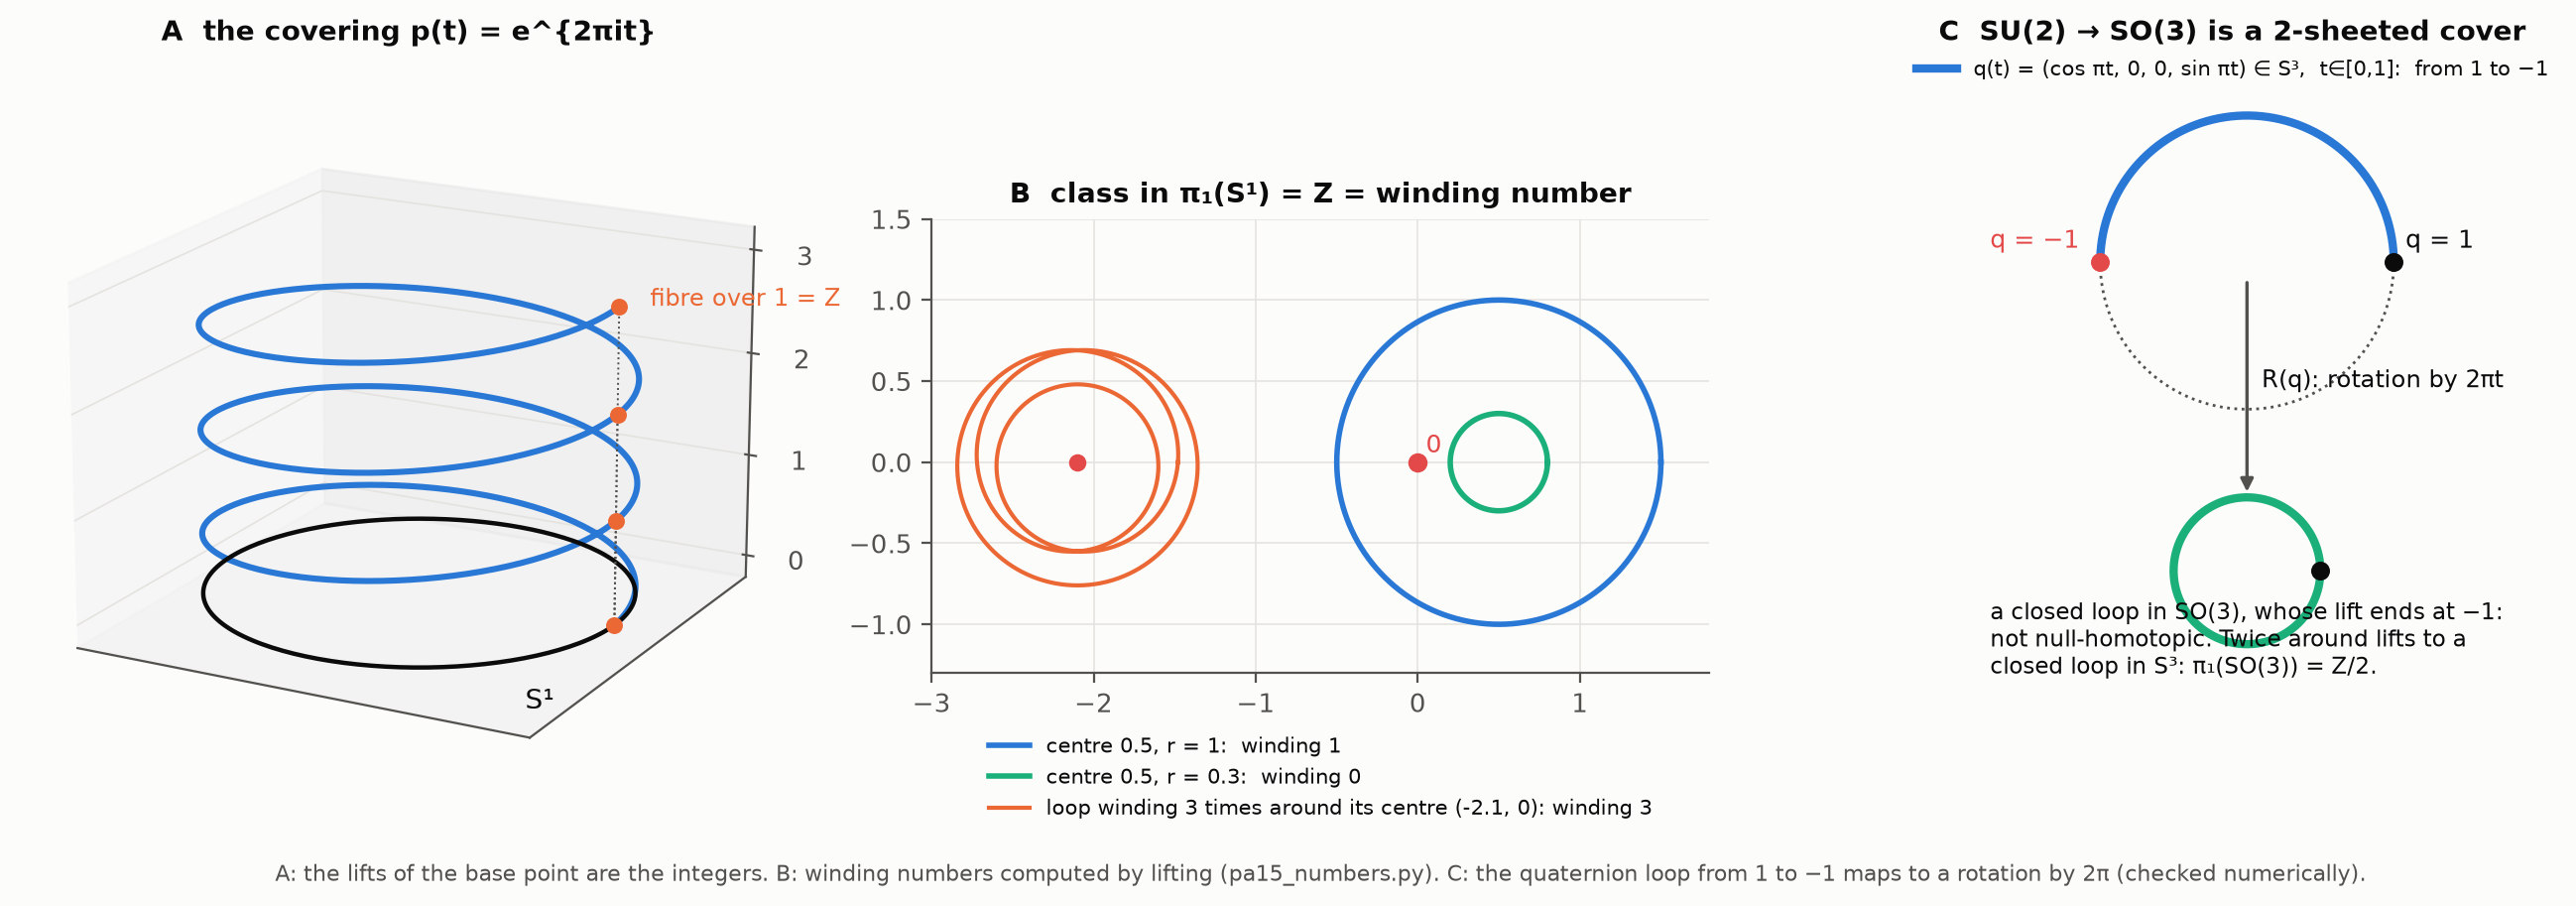 A  the covering p(t) = e^{2πit}
3
fibre over 1 = Z
2
1
0
S¹
B  class in π₁(S¹) = Z = winding number
1.5
1.0
0.5
0.0
−0.5
−1.0
0
−3
−2
−1
0
1
centre 0.5, r = 1:  winding 1
centre 0.5, r = 0.3:  winding 0
loop winding 3 times around its centre (-2.1, 0): winding 3
C  SU(2) → SO(3) is a 2-sheeted cover
q(t) = (cos πt, 0, 0, sin πt) ∈ S³,  t∈[0,1]:  from 1 to −1
q = −1
q = 1
R(q): rotation by 2πt
a closed loop in SO(3), whose lift ends at −1:
not null-homotopic. Twice around lifts to a
closed loop in S³: π₁(SO(3)) = Z/2.
A: the lifts of the base point are the integers. B: winding numbers computed by lifting (pa15_numbers.py). C: the quaternion loop from 1 to −1 maps to a rotation by 2π (checked numerically).